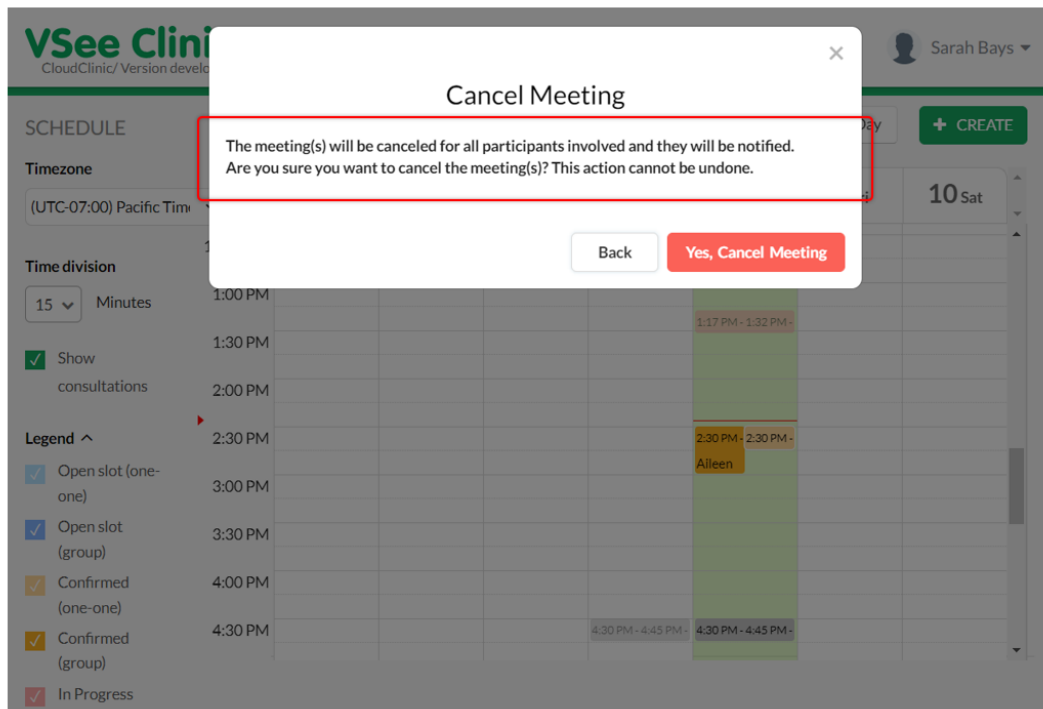 VSee Clini
CloudClinic/ Version develo
Sarah Bays
SCHEDULE
Day
+ CREATE
Timezone
(UTC-07:00) Pacific Tim
10 Sat
Time division
15 Minutes
Show
consultations
Legend
Open slot (one-
one)
Open slot
(group)
Confirmed
(one-one)
Confirmed
(group)
In Progress
Cancel Meeting
The meeting(s) will be canceled for all participants involved and they will be notified.
Are you sure you want to cancel the meeting(s)? This action cannot be undone.
Back
Yes, Cancel Meeting
1:00 PM
1:17 PM - 1:32 PM -
1:30 PM
2:00 PM
2:30 PM
2:30 PM - 2:30 PM -
Aileen
3:00 PM
3:30 PM
4:00 PM
4:30 PM
4:30 PM - 4:45 PM - 4:30 PM - 4:45 PM -